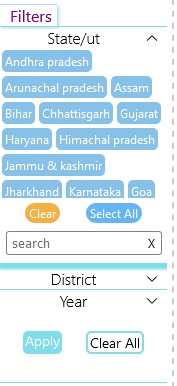 Filters
State/ut
Andhra pradesh
Arunachal pradesh Assam
Bihar Chhattisgarh Gujarat
Haryana Himachal pradesh
Jammu & kashmir
Jharkhand Karnataka Goa
Clear Select All
search X
District
Year
Apply Clear All